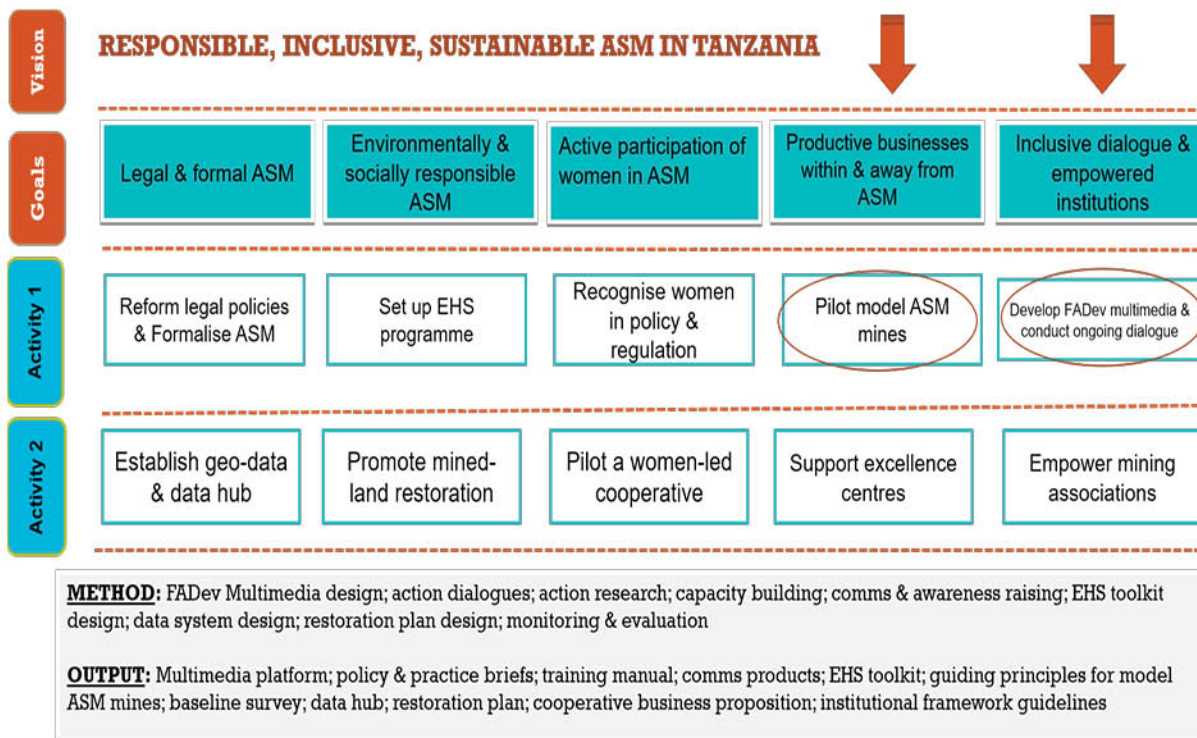 Vision
RESPONSIBLE, INCLUSIVE, SUSTAINABLE ASM IN TANZANIA
Goals
Legal & formal ASM
Environmentally &
socially responsible
ASM
Active participation of
women in ASM
Productive businesses
within & away from
ASM
Inclusive dialogue &
empowered
institutions
Activity 1
Reform legal policies
& Formalise ASM
Set up EHS
programme
Recognise women
in policy &
regulation
Pilot model ASM
mines
Develop FADev multimedia &
conduct ongoing dialogue
Activity 2
Establish geo-data
& data hub
Promote mined-
land restoration
Pilot a women-led
cooperative
Support excellence
centres
Empower mining
associations
METHOD: FADev Multimedia design; action dialogues; action research; capacity building; comms & awareness raising; EHS toolkit
design; data system design; restoration plan design; monitoring & evaluation
OUTPUT: Multimedia platform; policy & practice briefs; training manual; comms products; EHS toolkit; guiding principles for model
ASM mines; baseline survey; data hub; restoration plan; cooperative business proposition; institutional framework guidelines